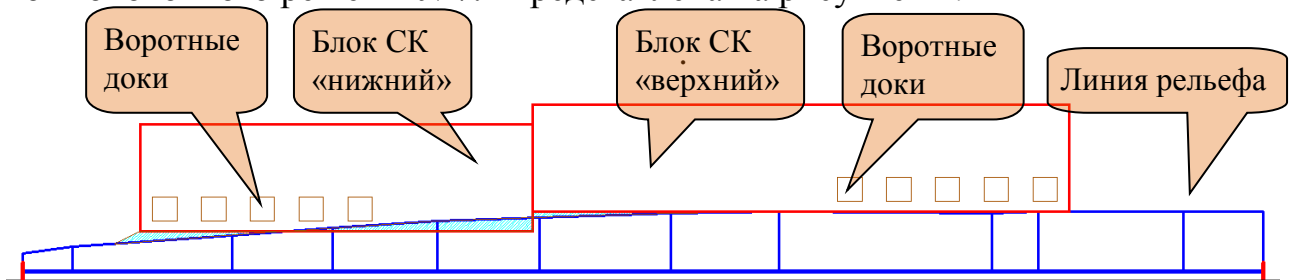 Воротные
доки
Блок СК
«нижний»
Блок СК
«верхний»
Воротные
доки
Линия рельефа